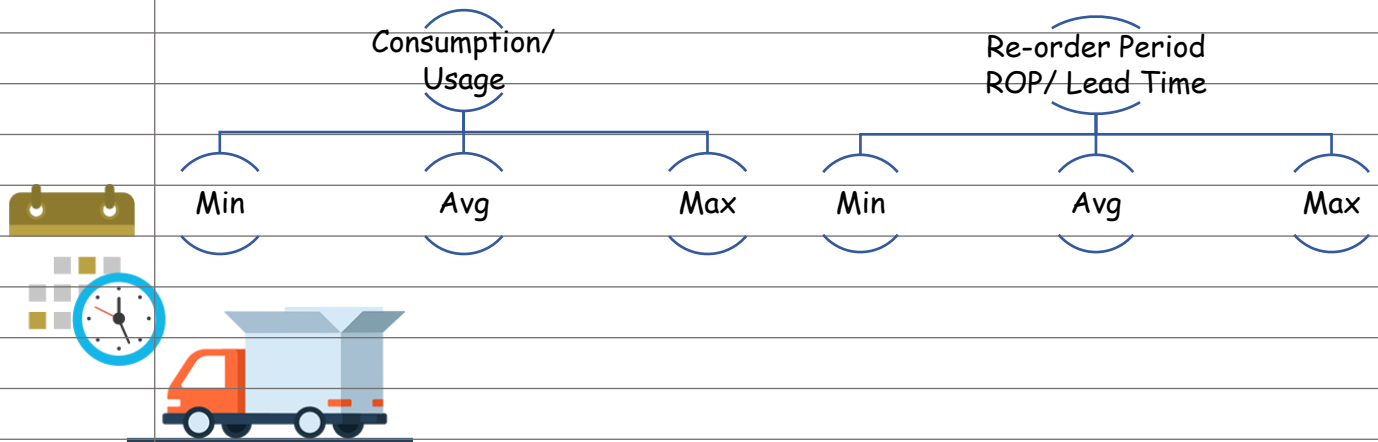 Consumption/
Usage
Re-order Period
ROP/ Lead Time
Min
Avg
Max
Min
Avg
Max